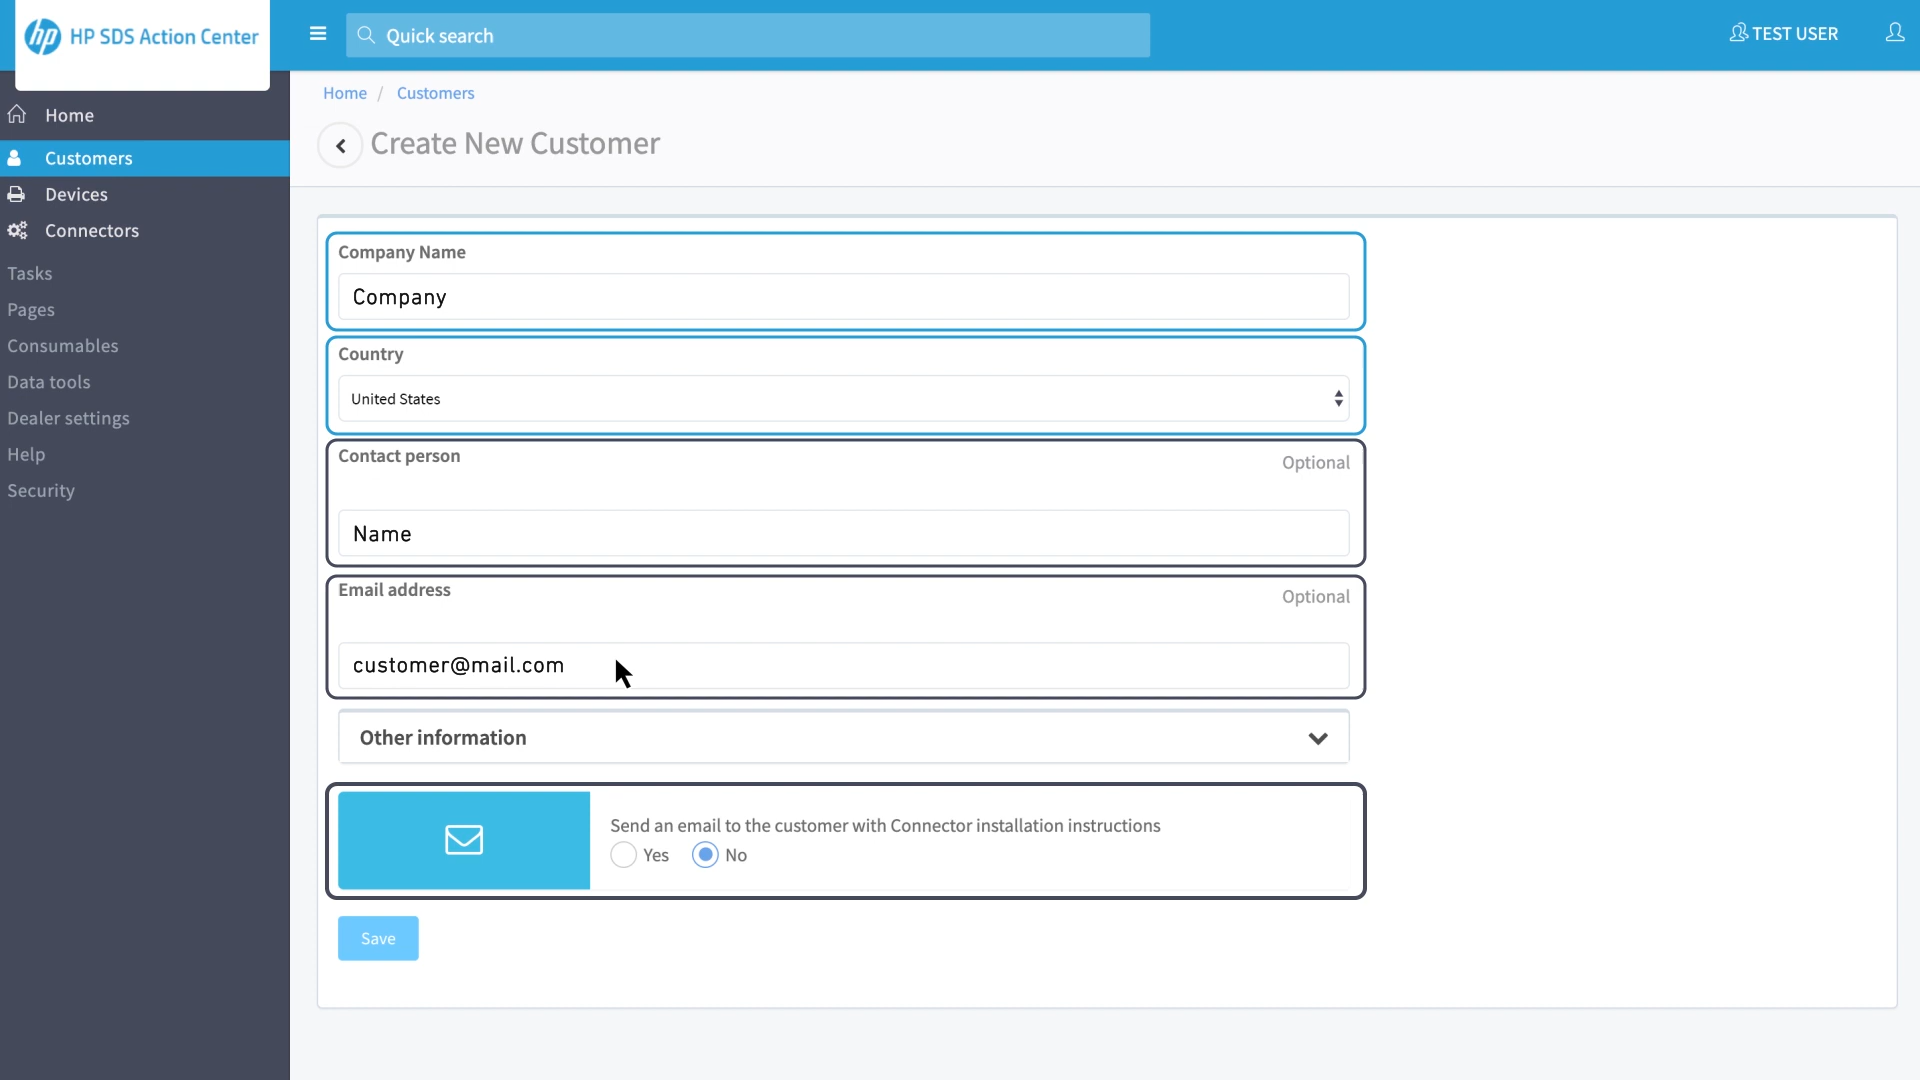 hp HP SDS Action Center
Quick search
TEST USER
Home / Customers
Create New Customer
Home
Customers
Devices
Connectors
Tasks
Pages
Consumables
Data tools
Dealer settings
Help
Security
Company Name
Company
Country
United States
Contact person
Optional
Name
Email address
Optional
customer@mail.com
Other information
Send an email to the customer with Connector installation instructions
Yes No
Save